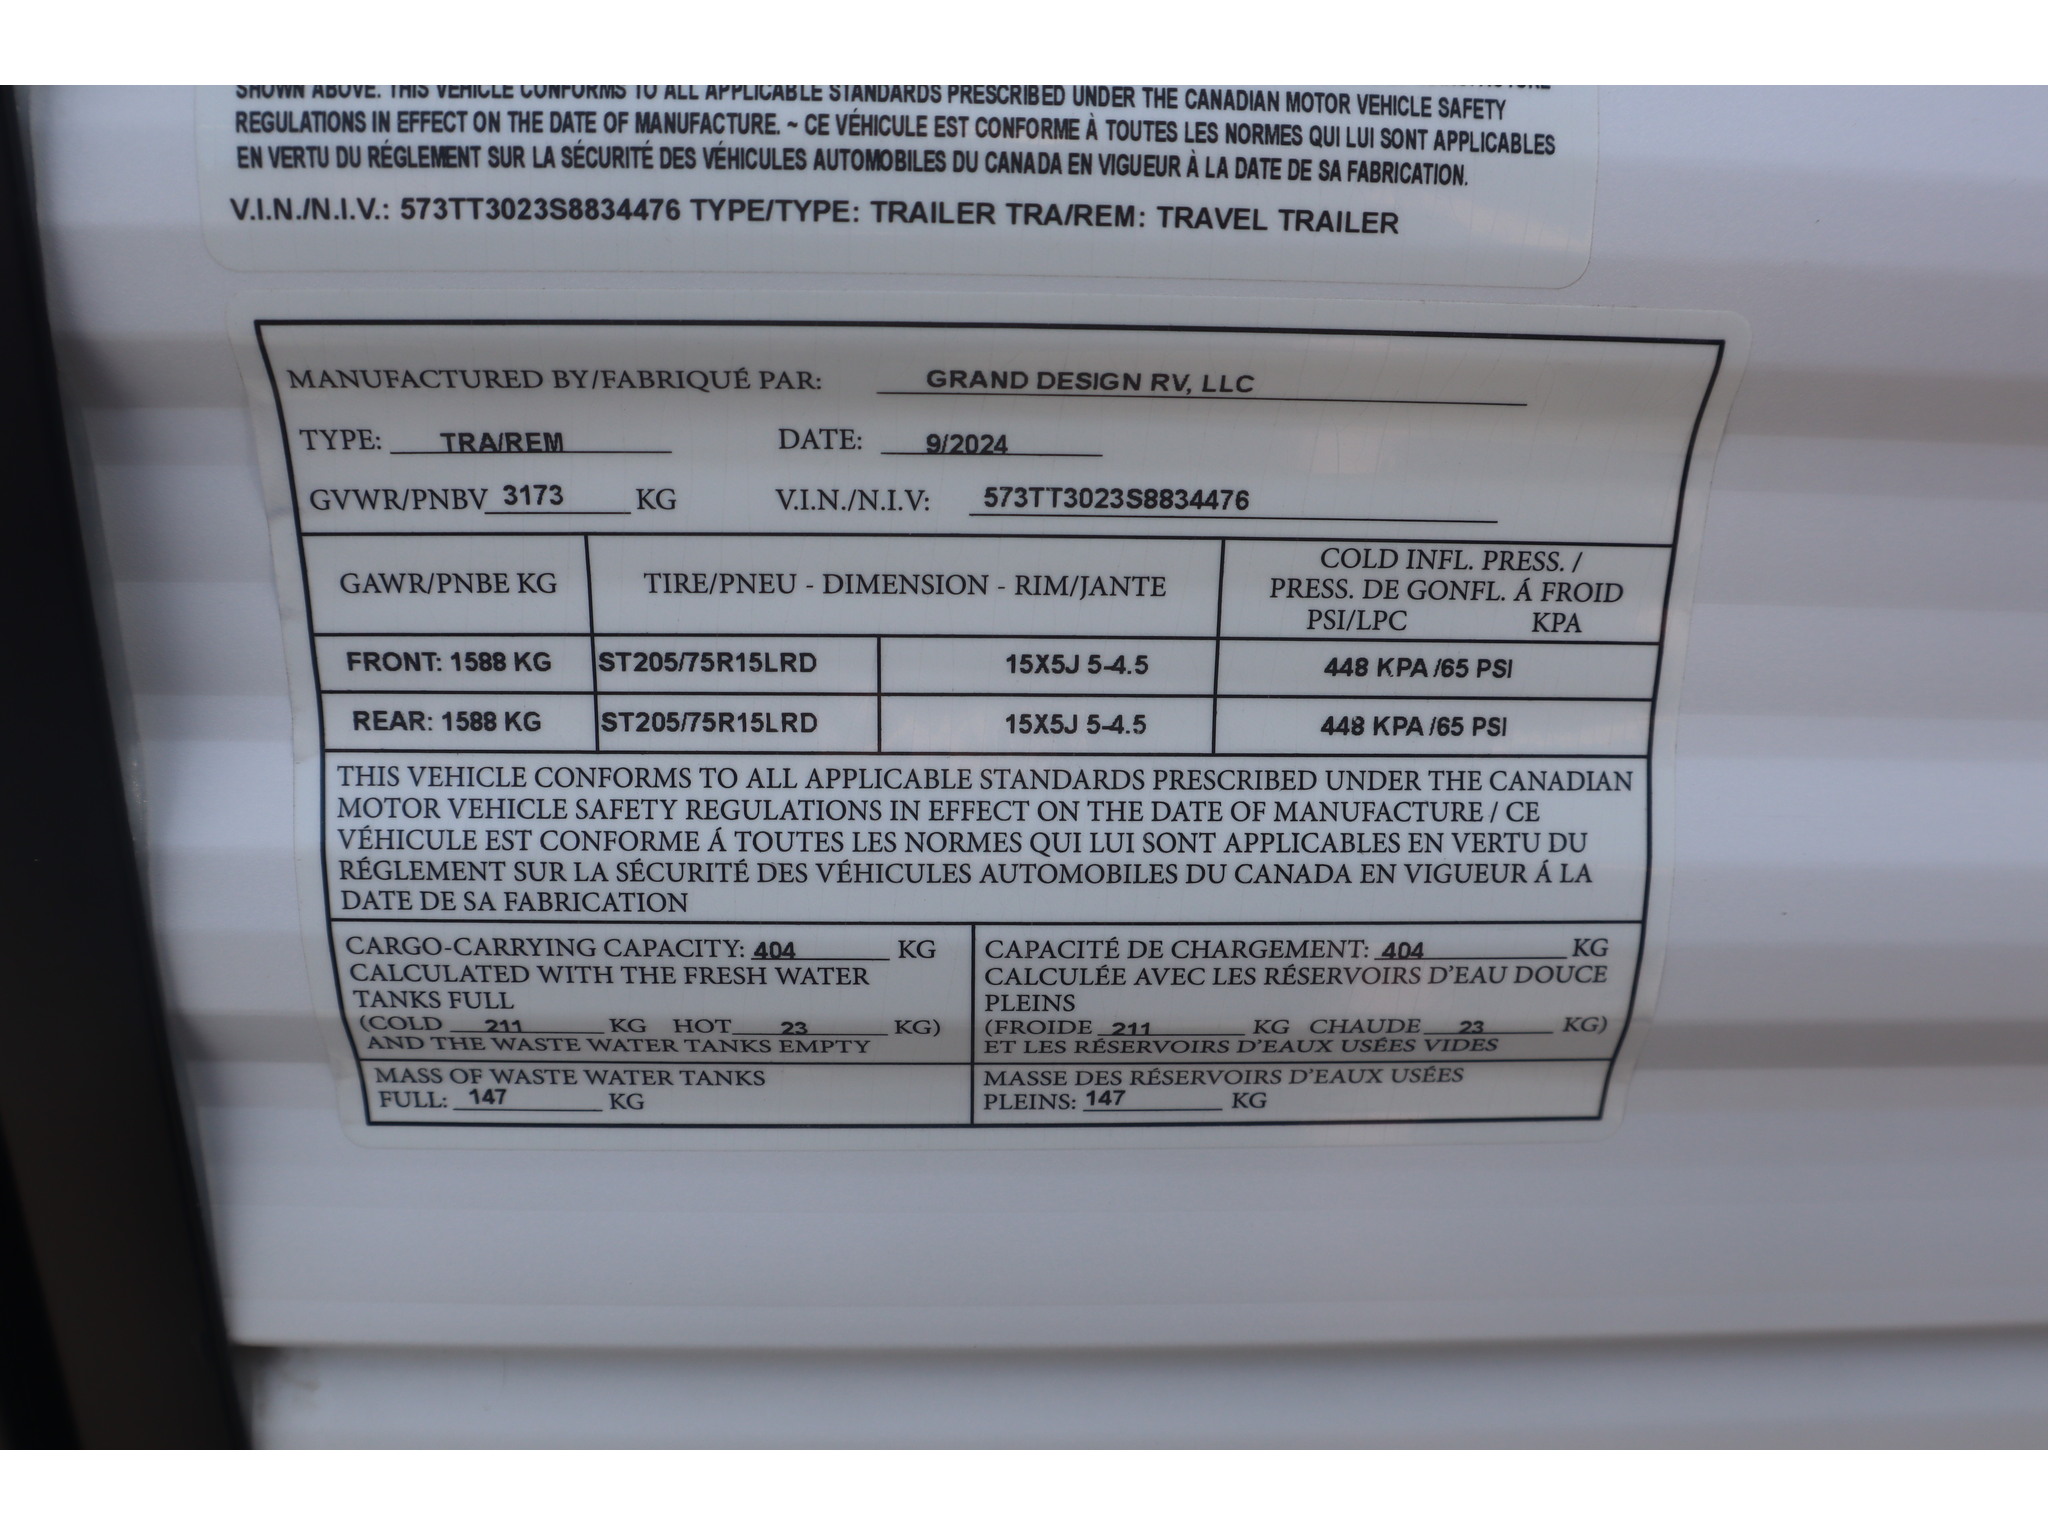 SHOWN ABOVE. THIS VEHICLE CONFORMS TO ALL APPLICABLE STANDARDS PRESCRIBED UNDER THE CANADIAN MOTOR VEHICLE SAFETY
REGULATIONS IN EFFECT ON THE DATE OF MANUFACTURE. ~ CE VÉHICULE EST CONFORME À TOUTES LES NORMES QUI LUI SONT APPLICABLES
EN VERTU DU RÉGLEMENT SUR LA SÉCURITÉ DES VÉHICULES AUTOMOBILES DU CANADA EN VIGUEUR À LA DATE DE SA FABRICATION.
V.I.N./N.I.V.: 573TT3023S8834476 TYPE/TYPE: TRAILER TRA/REM: TRAVEL TRAILER
MANUFACTURED BY/FABRIQUÉ PAR: GRAND DESIGN RV, LLC
TYPE: TRA/REM DATE: 9/2024
GVWR/PNBV 3173 KG V.I.N./N.I.V: 573TT3023S8834476
GAWR/PNBE KG TIRE/PNEU - DIMENSION - RIM/JANTE
COLD INFL. PRESS. /
PRESS. DE GONFL. Á FROID
PSI/LPC KPA
FRONT: 1588 KG ST205/75R15LRD 15X5J 5-4.5 448 KPA /65 PSI
REAR: 1588 KG ST205/75R15LRD 15X5J 5-4.5 448 KPA /65 PSI
THIS VEHICLE CONFORMS TO ALL APPLICABLE STANDARDS PRESCRIBED UNDER THE CANADIAN
MOTOR VEHICLE SAFETY REGULATIONS IN EFFECT ON THE DATE OF MANUFACTURE / CE
VÉHICULE EST CONFORME Á TOUTES LES NORMES QUI LUI SONT APPLICABLES EN VERTU DU
RÉGLEMENT SUR LA SÉCURITÉ DES VÉHICULES AUTOMOBILES DU CANADA EN VIGUEUR Á LA
DATE DE SA FABRICATION
CARGO-CARRYING CAPACITY: 404 KG
CALCULATED WITH THE FRESH WATER
TANKS FULL
(COLD 211 KG HOT 23 KG)
AND THE WASTE WATER TANKS EMPTY
CAPACITÉ DE CHARGEMENT: 404 KG
CALCULÉE AVEC LES RÉSERVOIRS D'EAU DOUCE
PLEINS
(FROIDE 211 KG CHAUDE 23 KG)
ET LES RÉSERVOIRS D'EAUX USÉES VIDES
MASS OF WASTE WATER TANKS
FULL: 147 KG
MASSE DES RÉSERVOIRS D'EAUX USÉES
PLEINS: 147 KG